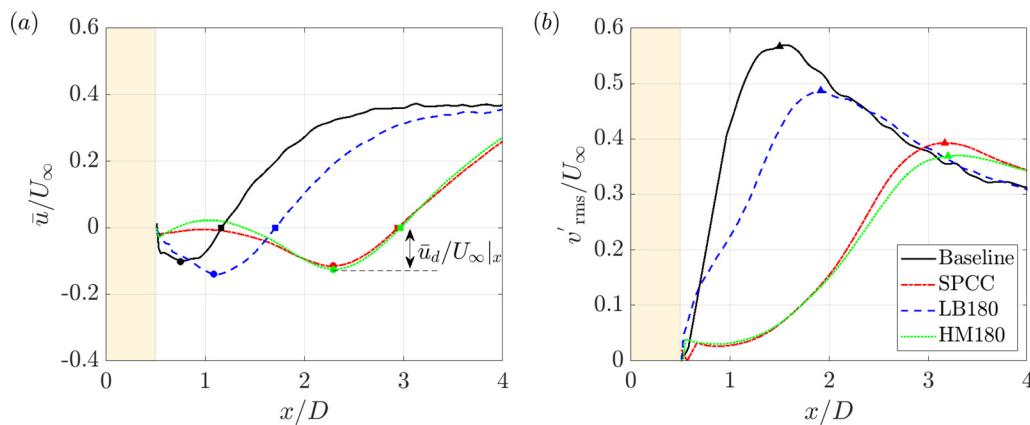 (a)
0.6
0.4
0.2
0
-0.2
-0.4
ū/U∞
ū_d/U∞|x
0 1 2 3 4
x/D
(b)
0.6
0.5
0.4
0.3
0.2
0.1
0
v′rms/U∞
Baseline
SPCC
LB180
HM180
0 1 2 3 4
x/D